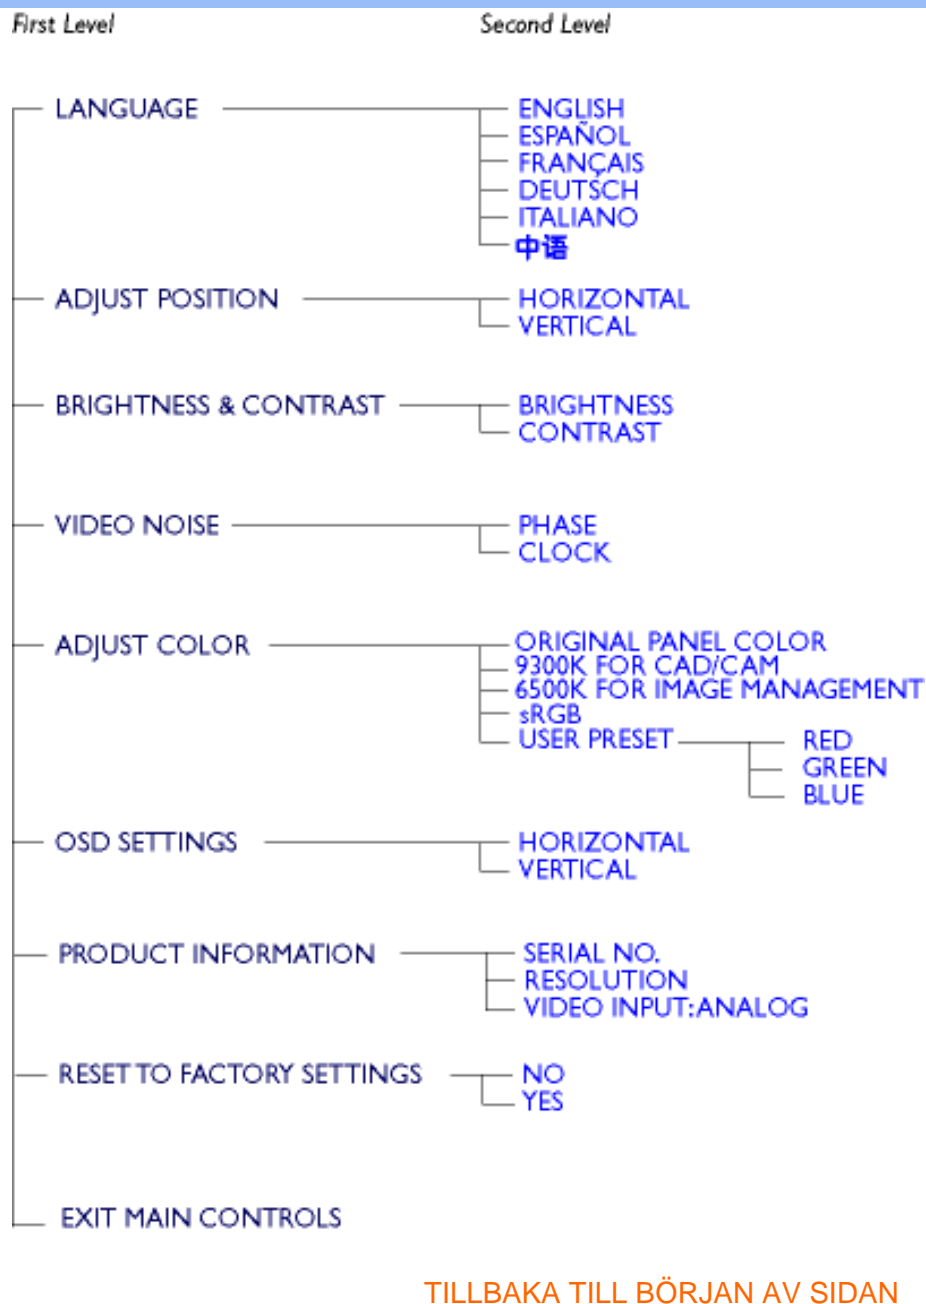 First Level Second Level
LANGUAGE ENGLISH
ESPAÑOL
FRANÇAIS
DEUTSCH
ITALIANO
中语
ADJUST POSITION HORIZONTAL
VERTICAL
BRIGHTNESS & CONTRAST BRIGHTNESS
CONTRAST
VIDEO NOISE PHASE
CLOCK
ADJUST COLOR ORIGINAL PANEL COLOR
9300K FOR CAD/CAM
6500K FOR IMAGE MANAGEMENT
sRGB
USER PRESET RED
GREEN
BLUE
OSD SETTINGS HORIZONTAL
VERTICAL
PRODUCT INFORMATION SERIAL NO.
RESOLUTION
VIDEO INPUT:ANALOG
RESET TO FACTORY SETTINGS NO
YES
EXIT MAIN CONTROLS
TILLBAKA TILL BÖRJAN AV SIDAN